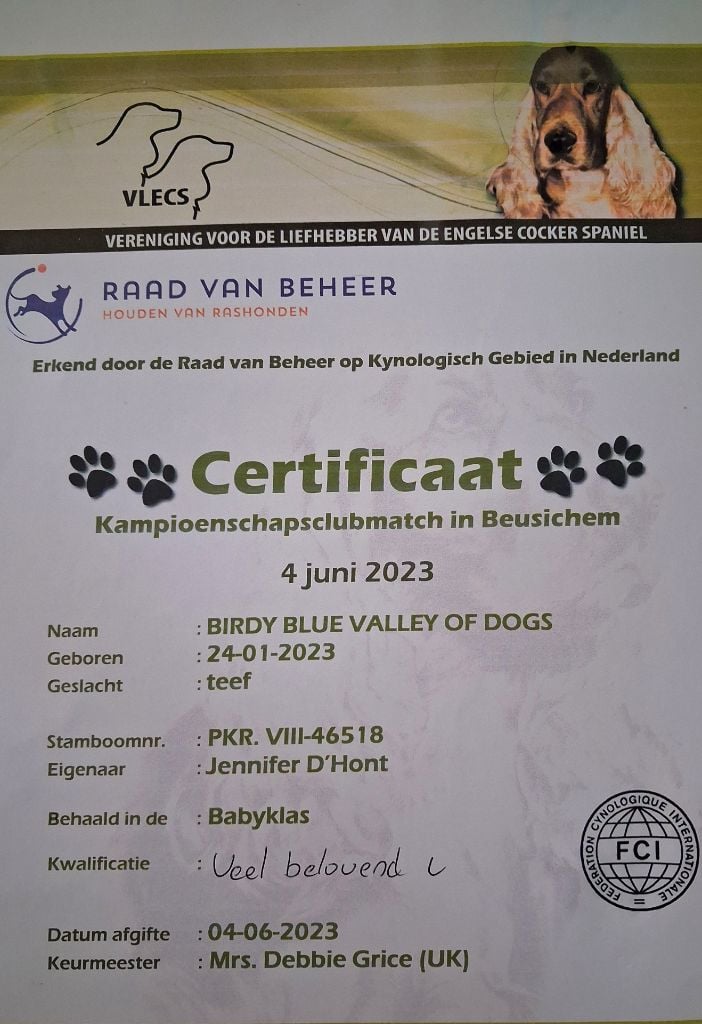 VLECS
VERENIGING VOOR DE LIEFHEBBER VAN DE ENGELSE COCKER SPANIEL
RAAD VAN BEHEER
HOUDEN VAN RASHONDEN
Erkend door de Raad van Beheer op Kynologisch Gebied in Nederland
Certificaat
Kampioenschapsclubmatch in Beusichem
4 juni 2023
Naam : BIRDY BLUE VALLEY OF DOGS
Geboren : 24-01-2023
Geslacht : teef
Stamboomnr. : PKR. VIII-46518
Eigenaar : Jennifer D'Hont
Behaald in de : Babyklas
Kwalificatie : Veel belovend
FEDERATION CYNOLOGIQUE INTERNATIONALE
FCI
Datum afgifte : 04-06-2023
Keurmeester : Mrs. Debbie Grice (UK)